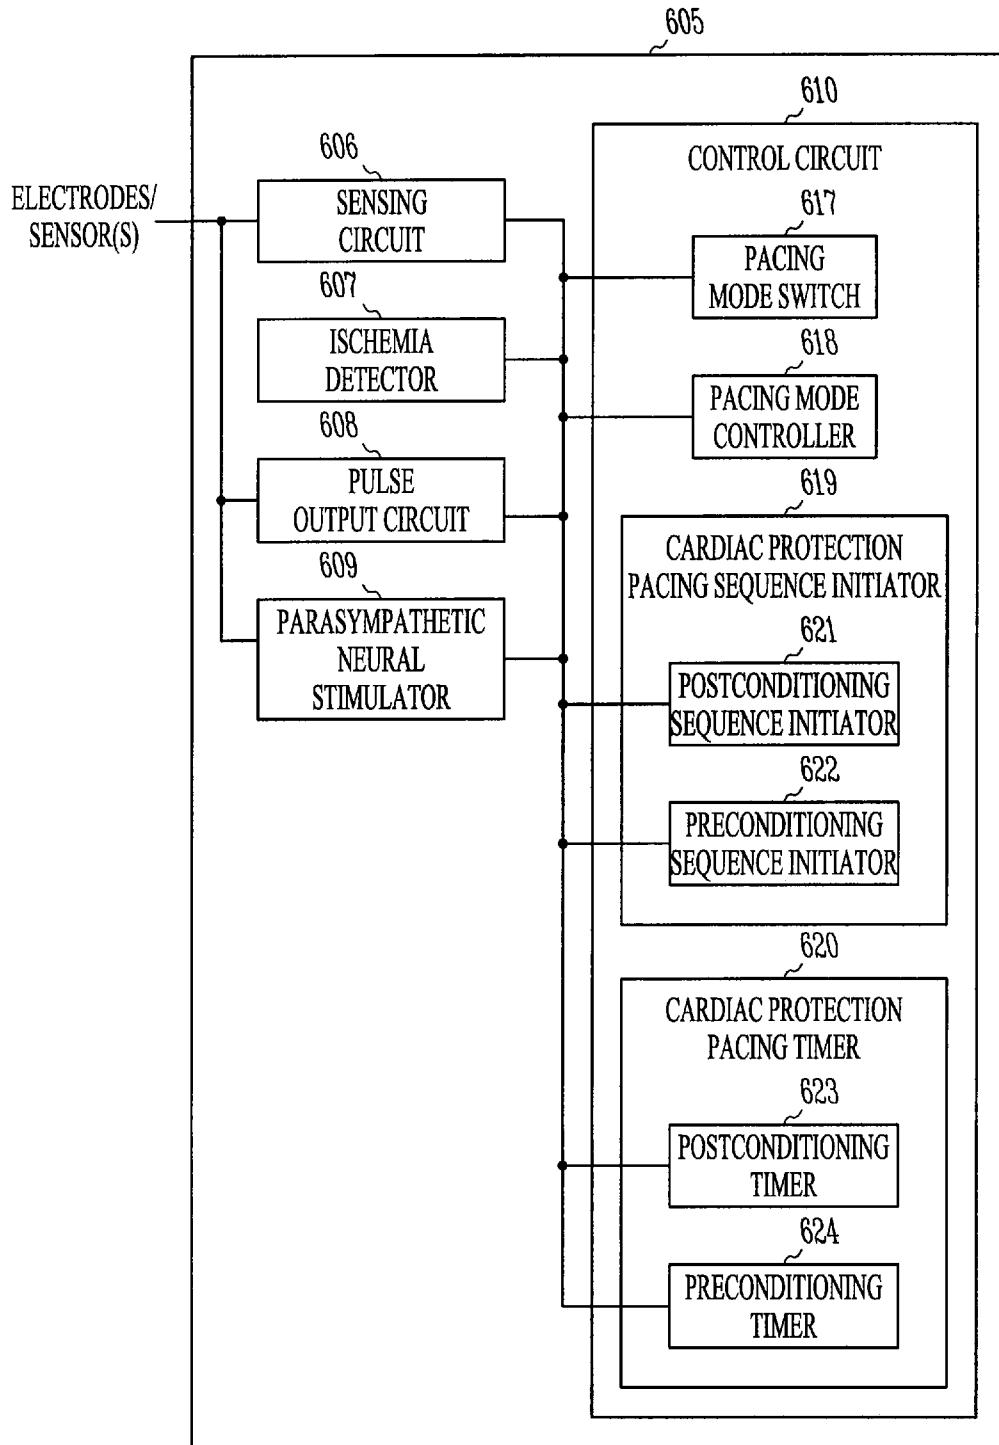 605
610
CONTROL CIRCUIT
606
ELECTRODES/
SENSOR(S)
SENSING
CIRCUIT
617
PACING
MODE SWITCH
607
ISCHEMIA
DETECTOR
618
PACING MODE
CONTROLLER
608
PULSE
OUTPUT CIRCUIT
619
CARDIAC PROTECTION
PACING SEQUENCE INITIATOR
609
PARASYMPATHETIC
NEURAL
STIMULATOR
621
POSTCONDITIONING
SEQUENCE INITIATOR
622
PRECONDITIONING
SEQUENCE INITIATOR
620
CARDIAC PROTECTION
PACING TIMER
623
POSTCONDITIONING
TIMER
624
PRECONDITIONING
TIMER